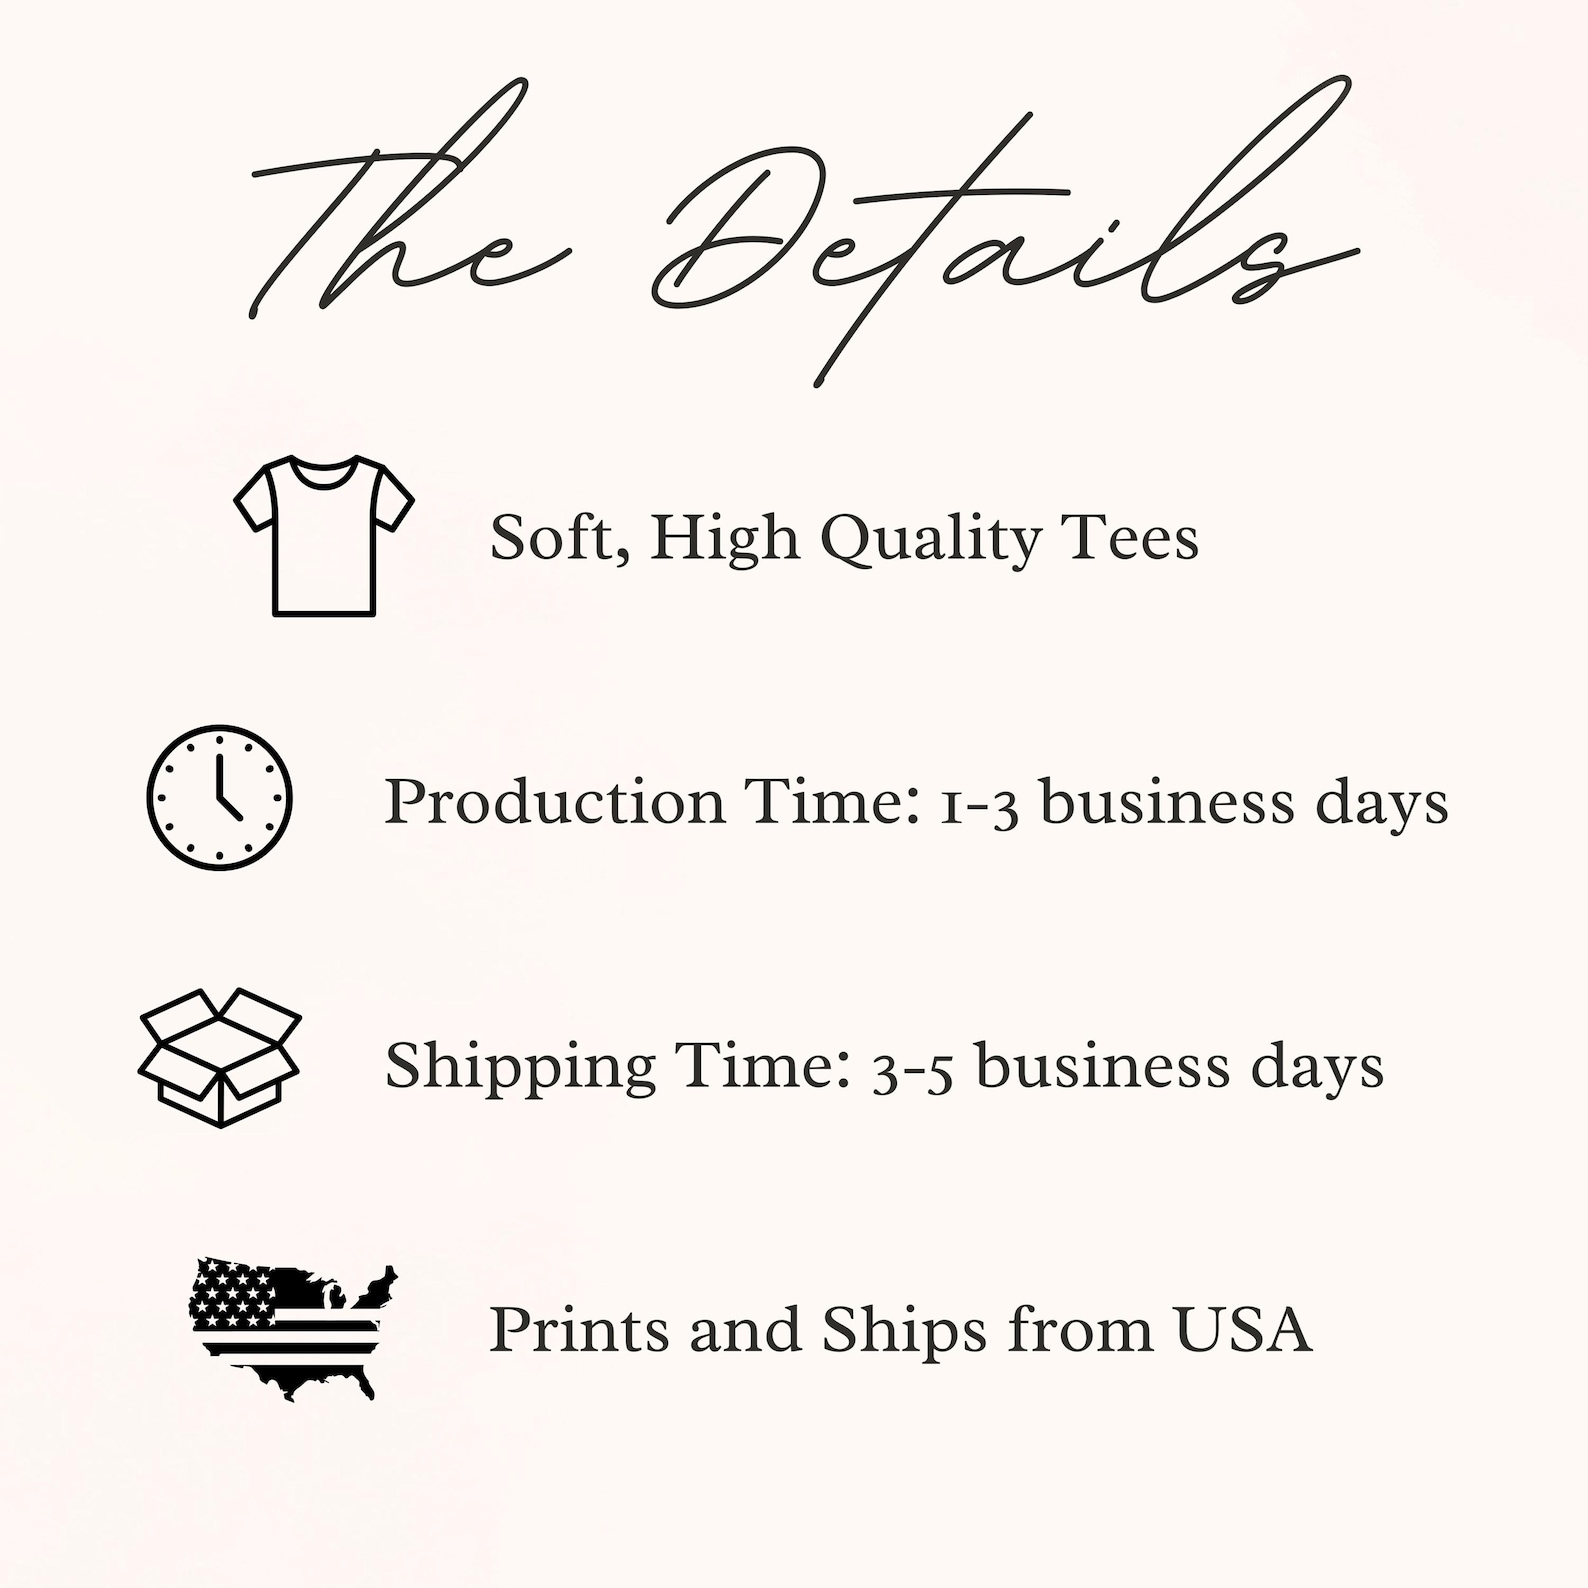 The Details
Soft, High Quality Tees
Production Time: 1-3 business days
Shipping Time: 3-5 business days
Prints and Ships from USA